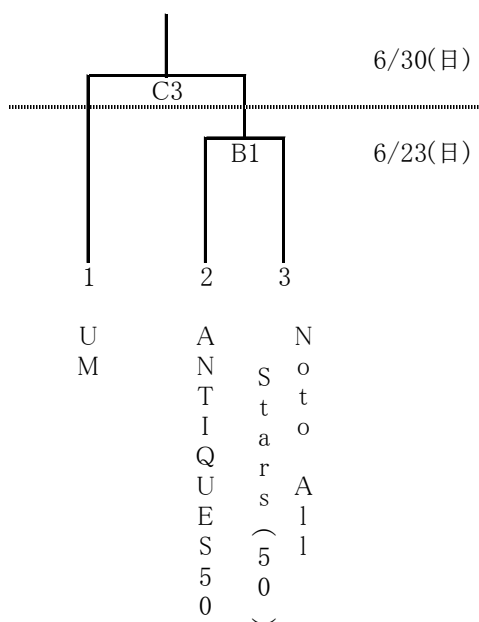 6/30(日)
C3
B1
6/23(日)
1
2
3
UM
ANTIQUES50
Noto All
Stars(50)